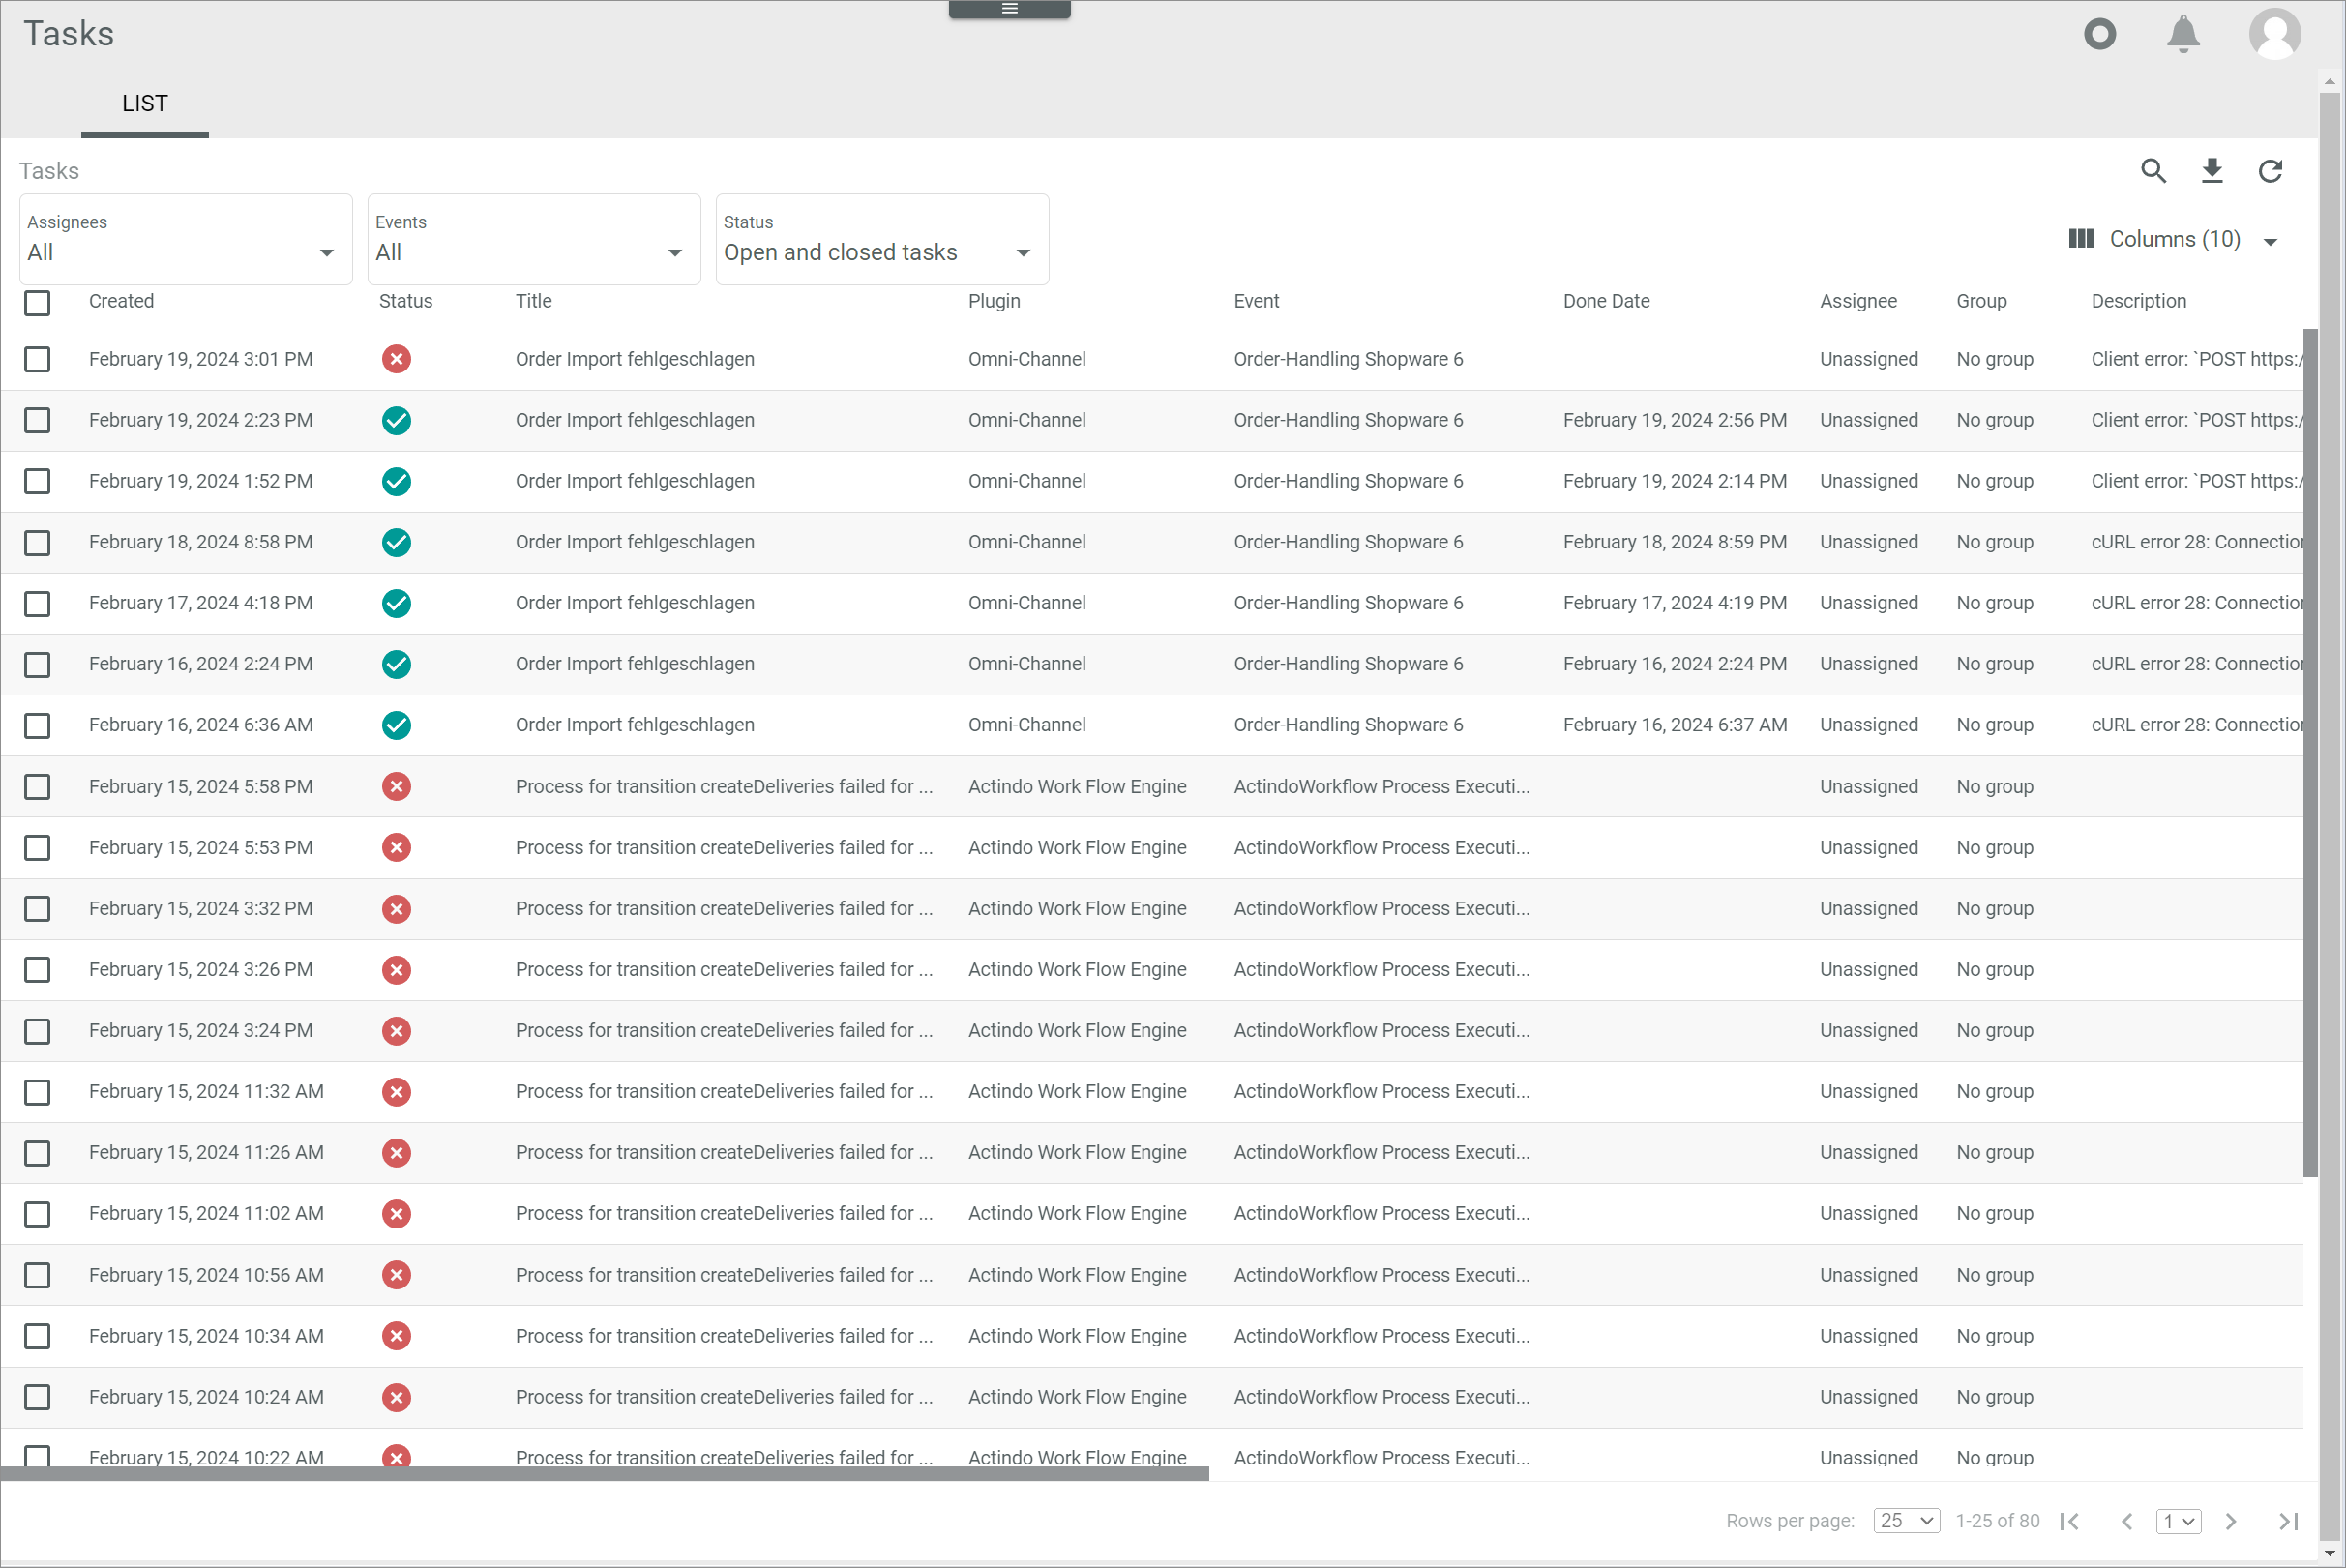 Tasks
LIST
Tasks
Assignees Events Status
All All Open and closed tasks Columns (10)
Created Status Title Plugin Event Done Date Assignee Group Description
February 19, 2024 3:01 PM Order Import fehlgeschlagen Omni-Channel Order-Handling Shopware 6 Unassigned No group Client error: `POST https:/
February 19, 2024 2:23 PM Order Import fehlgeschlagen Omni-Channel Order-Handling Shopware 6 February 19, 2024 2:56 PM Unassigned No group Client error: `POST https:/
February 19, 2024 1:52 PM Order Import fehlgeschlagen Omni-Channel Order-Handling Shopware 6 February 19, 2024 2:14 PM Unassigned No group Client error: `POST https:/
February 18, 2024 8:58 PM Order Import fehlgeschlagen Omni-Channel Order-Handling Shopware 6 February 18, 2024 8:59 PM Unassigned No group cURL error 28: Connection
February 17, 2024 4:18 PM Order Import fehlgeschlagen Omni-Channel Order-Handling Shopware 6 February 17, 2024 4:19 PM Unassigned No group cURL error 28: Connection
February 16, 2024 2:24 PM Order Import fehlgeschlagen Omni-Channel Order-Handling Shopware 6 February 16, 2024 2:24 PM Unassigned No group cURL error 28: Connection
February 16, 2024 6:36 AM Order Import fehlgeschlagen Omni-Channel Order-Handling Shopware 6 February 16, 2024 6:37 AM Unassigned No group cURL error 28: Connection
February 15, 2024 5:58 PM Process for transition createDeliveries failed for ... Actindo Work Flow Engine ActindoWorkflow Process Executi... Unassigned No group
February 15, 2024 5:53 PM Process for transition createDeliveries failed for ... Actindo Work Flow Engine ActindoWorkflow Process Executi... Unassigned No group
February 15, 2024 3:32 PM Process for transition createDeliveries failed for ... Actindo Work Flow Engine ActindoWorkflow Process Executi... Unassigned No group
February 15, 2024 3:26 PM Process for transition createDeliveries failed for ... Actindo Work Flow Engine ActindoWorkflow Process Executi... Unassigned No group
February 15, 2024 3:24 PM Process for transition createDeliveries failed for ... Actindo Work Flow Engine ActindoWorkflow Process Executi... Unassigned No group
February 15, 2024 11:32 AM Process for transition createDeliveries failed for ... Actindo Work Flow Engine ActindoWorkflow Process Executi... Unassigned No group
February 15, 2024 11:26 AM Process for transition createDeliveries failed for ... Actindo Work Flow Engine ActindoWorkflow Process Executi... Unassigned No group
February 15, 2024 11:02 AM Process for transition createDeliveries failed for ... Actindo Work Flow Engine ActindoWorkflow Process Executi... Unassigned No group
February 15, 2024 10:56 AM Process for transition createDeliveries failed for ... Actindo Work Flow Engine ActindoWorkflow Process Executi... Unassigned No group
February 15, 2024 10:34 AM Process for transition createDeliveries failed for ... Actindo Work Flow Engine ActindoWorkflow Process Executi... Unassigned No group
February 15, 2024 10:24 AM Process for transition createDeliveries failed for ... Actindo Work Flow Engine ActindoWorkflow Process Executi... Unassigned No group
February 15, 2024 10:22 AM Process for transition createDeliveries failed for ... Actindo Work Flow Engine ActindoWorkflow Process Executi... Unassigned No group
Rows per page: 25 1-25 of 80 1